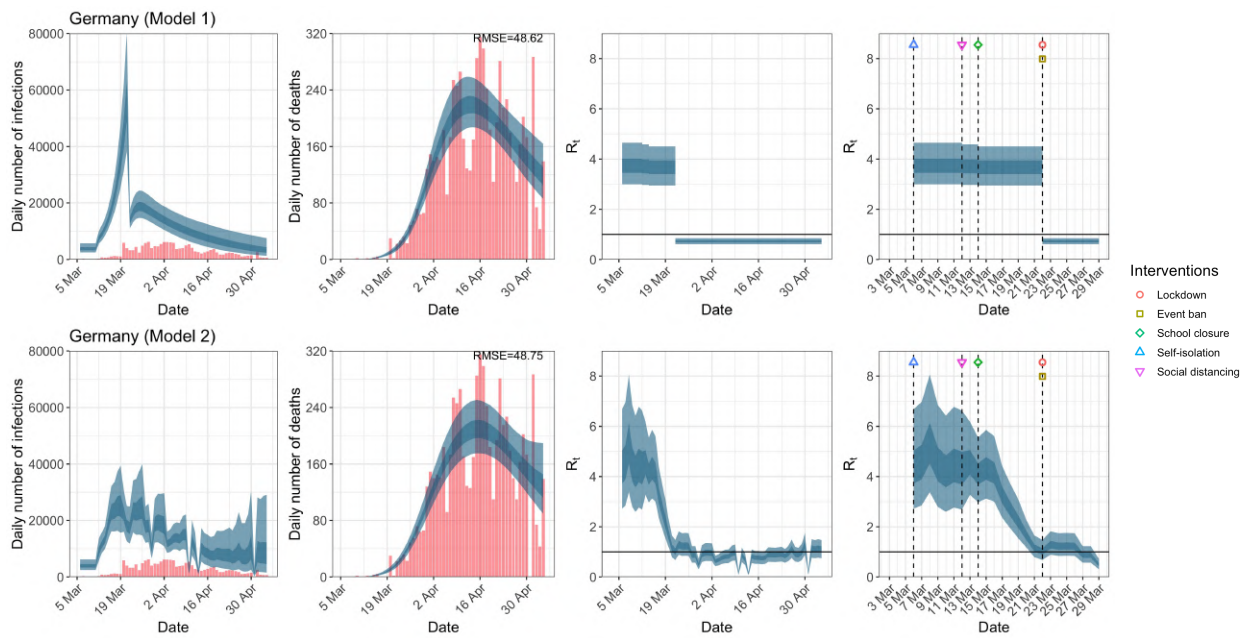 Germany (Model 1)
Daily number of infections
80000
60000
40000
20000
0
5 Mar
19 Mar
2 Apr
16 Apr
30 Apr
Date
Daily number of deaths
320
240
160
80
0
RMSE=48.62
5 Mar
19 Mar
2 Apr
16 Apr
30 Apr
Date
Rt
8
6
4
2
0
5 Mar
19 Mar
2 Apr
16 Apr
30 Apr
Date
Rt
8
6
4
2
0
3 Mar
5 Mar
7 Mar
9 Mar
11 Mar
13 Mar
15 Mar
17 Mar
19 Mar
21 Mar
23 Mar
25 Mar
27 Mar
29 Mar
Date
Interventions
Lockdown
Event ban
School closure
Self-isolation
Social distancing
Germany (Model 2)
Daily number of infections
80000
60000
40000
20000
0
5 Mar
19 Mar
2 Apr
16 Apr
30 Apr
Date
Daily number of deaths
320
240
160
80
0
RMSE=48.75
5 Mar
19 Mar
2 Apr
16 Apr
30 Apr
Date
Rt
8
6
4
2
0
5 Mar
19 Mar
2 Apr
16 Apr
30 Apr
Date
Rt
8
6
4
2
0
3 Mar
5 Mar
7 Mar
9 Mar
11 Mar
13 Mar
15 Mar
17 Mar
19 Mar
21 Mar
23 Mar
25 Mar
27 Mar
29 Mar
Date